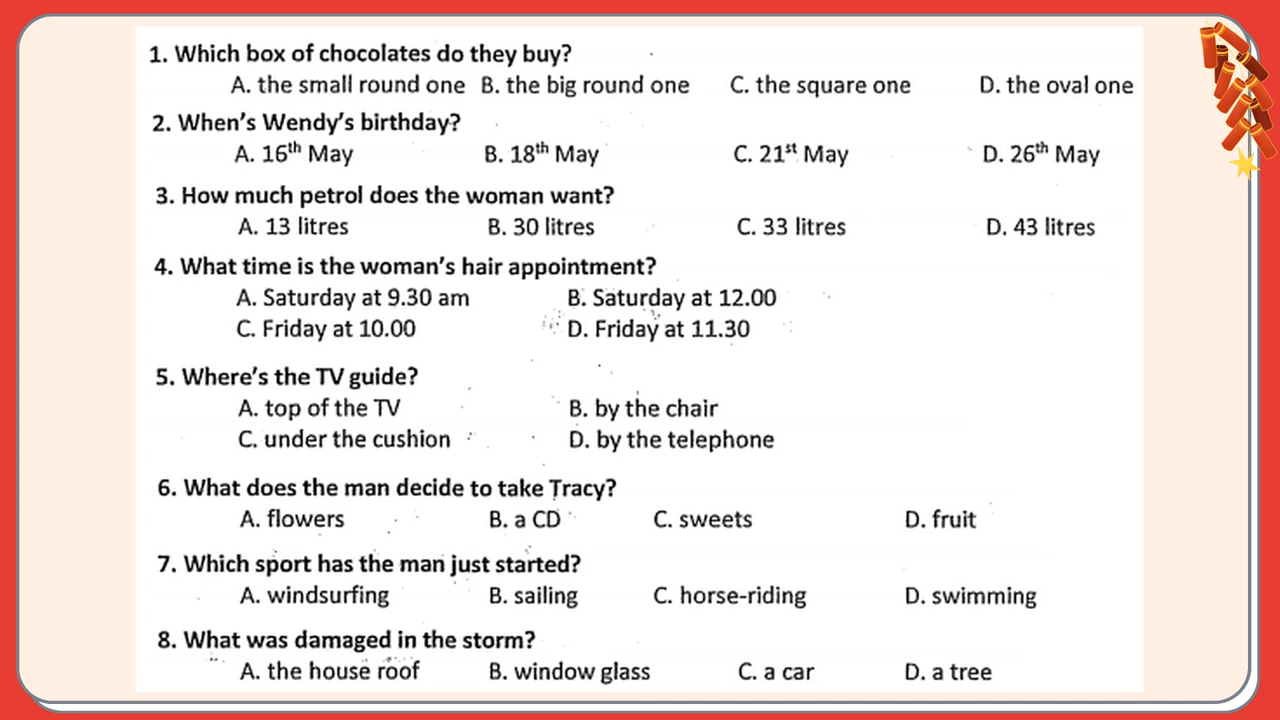 1. Which box of chocolates do they buy?
A. the small round one B. the big round one C. the square one D. the oval one
2. When's Wendy's birthday?
A. 16th May B. 18th May C. 21st May D. 26th May
3. How much petrol does the woman want?
A. 13 litres B. 30 litres C. 33 litres D. 43 litres
4. What time is the woman's hair appointment?
A. Saturday at 9.30 am B. Saturday at 12.00
C. Friday at 10.00 D. Friday at 11.30
5. Where's the TV guide?
A. top of the TV B. by the chair
C. under the cushion D. by the telephone
6. What does the man decide to take Tracy?
A. flowers B. a CD C. sweets D. fruit
7. Which sport has the man just started?
A. windsurfing B. sailing C. horse-riding D. swimming
8. What was damaged in the storm?
A. the house roof B. window glass C. a car D. a tree